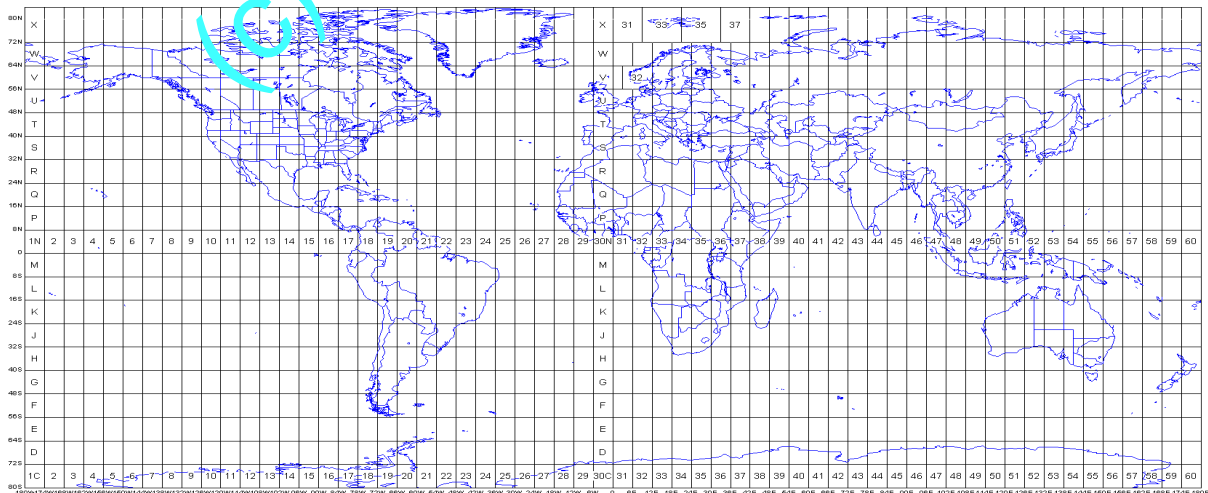 (C)
80N
X X 31 33 35 37
72N
W W
64N
V V 32
56N
U U
48N
T T
40N
S S
32N
R R
24N
Q Q
16N
P P
8N
1N 2 3 4 5 6 7 8 9 10 11 12 13 14 15 16 17 18 19 20 21 22 23 24 25 26 27 28 29 30N 31 32 33 34 35 36 37 38 39 40 41 42 43 44 45 46 47 48 49 50 51 52 53 54 55 56 57 58 59 60
0
M M
8S
L L
16S
K K
24S
J J
32S
H H
40S
G G
48S
F F
56S
E E
64S
D D
72S
1C 2 3 4 5 6 7 8 9 10 11 12 13 14 15 16 17 18 19 20 21 22 23 24 25 26 27 28 29 30C 31 32 33 34 35 36 37 38 39 40 41 42 43 44 45 46 47 48 49 50 51 52 53 54 55 56 57 58 59 60
80S